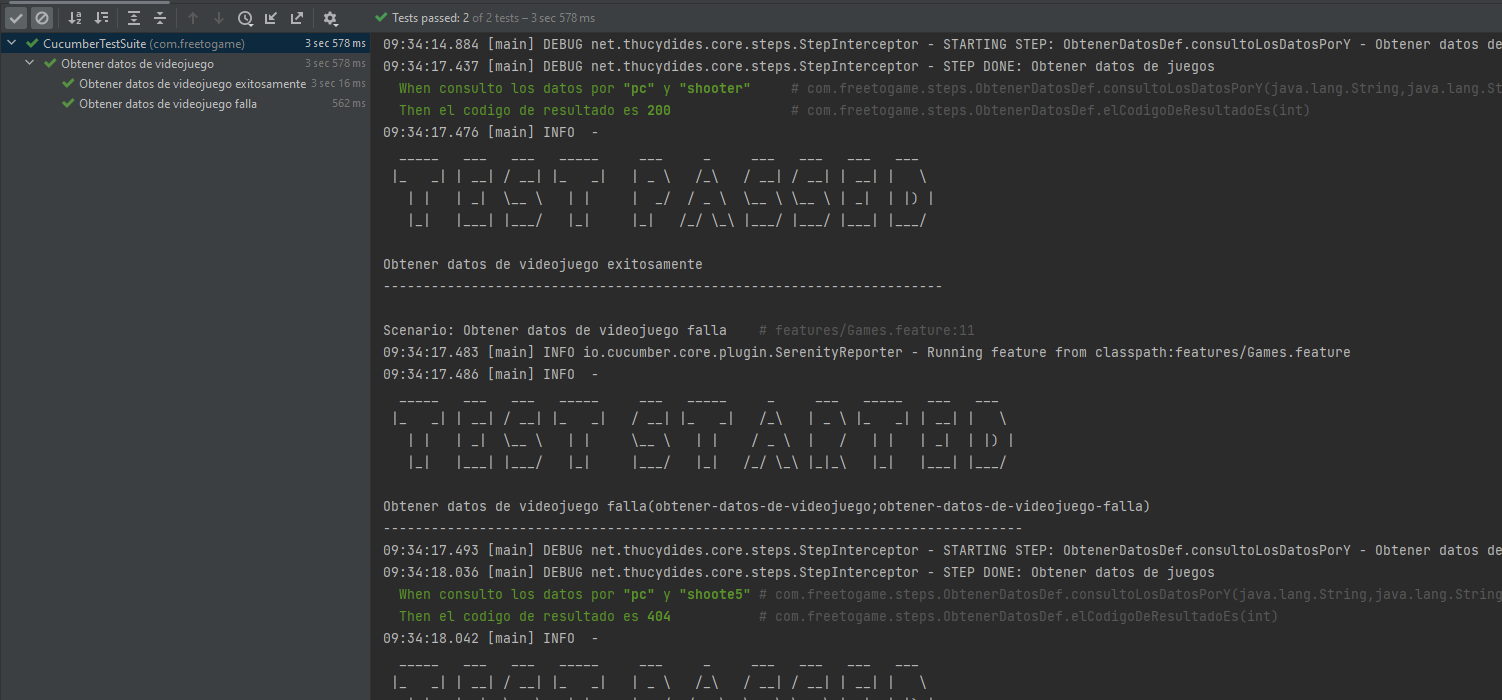 Tests passed: 2 of 2 tests – 3 sec 578 ms
CucumberTestSuite (com.freetogame) 3 sec 578 ms
Obtener datos de videojuego 3 sec 578 ms
Obtener datos de videojuego exitosamente 3 sec 16 ms
Obtener datos de videojuego falla 562 ms
09:34:14.884 [main] DEBUG net.thucydides.core.steps.StepInterceptor - STARTING STEP: ObtenerDatosDef.consultoLosDatosPorY - Obtener datos de
09:34:17.437 [main] DEBUG net.thucydides.core.steps.StepInterceptor - STEP DONE: Obtener datos de juegos
When consulto los datos por "pc" y "shooter" # com.freetogame.steps.ObtenerDatosDef.consultoLosDatosPorY(java.lang.String,java.lang.St
Then el codigo de resultado es 200 # com.freetogame.steps.ObtenerDatosDef.elCodigoDeResultadoEs(int)
09:34:17.476 [main] INFO -
TEST PASSED
Obtener datos de videojuego exitosamente
----------------------------------------------------------------------
Scenario: Obtener datos de videojuego falla # features/Games.feature:11
09:34:17.483 [main] INFO io.cucumber.core.plugin.SerenityReporter - Running feature from classpath:features/Games.feature
09:34:17.486 [main] INFO -
TEST STARTED
Obtener datos de videojuego falla(obtener-datos-de-videojuego;obtener-datos-de-videojuego-falla)
--------------------------------------------------------------------------------
09:34:17.493 [main] DEBUG net.thucydides.core.steps.StepInterceptor - STARTING STEP: ObtenerDatosDef.consultoLosDatosPorY - Obtener datos de
09:34:18.036 [main] DEBUG net.thucydides.core.steps.StepInterceptor - STEP DONE: Obtener datos de juegos
When consulto los datos por "pc" y "shoote5" # com.freetogame.steps.ObtenerDatosDef.consultoLosDatosPorY(java.lang.String,java.lang.String
Then el codigo de resultado es 404 # com.freetogame.steps.ObtenerDatosDef.elCodigoDeResultadoEs(int)
09:34:18.042 [main] INFO -
TEST PASSED